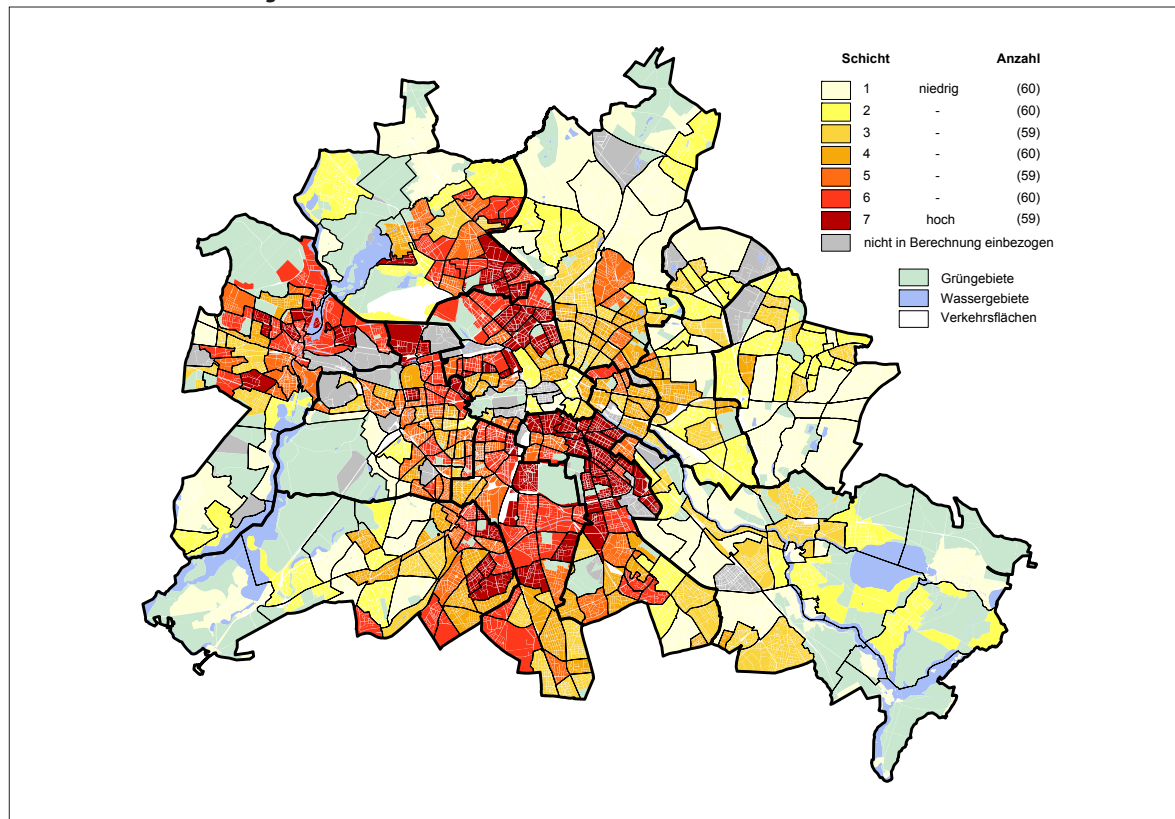 Schicht Anzahl
1 niedrig (60)
2 - (60)
3 - (59)
4 - (60)
5 - (59)
6 - (60)
7 hoch (59)
nicht in Berechnung einbezogen
Grüngebiete
Wassergebiete
Verkehrsflächen